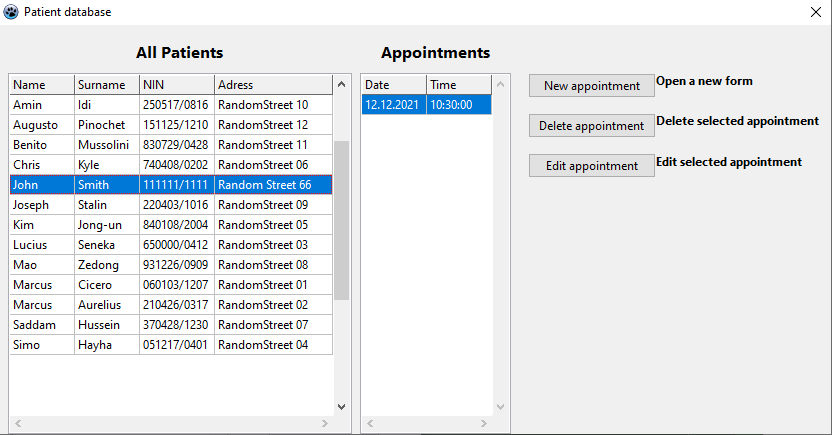 Patient database
All Patients
Appointments
Name Surname NIN Adress
Amin Idi 250517/0816 RandomStreet 10
Augusto Pinochet 151125/1210 RandomStreet 12
Benito Mussolini 830729/0428 RandomStreet 11
Chris Kyle 740408/0202 RandomStreet 06
John Smith 111111/1111 Random Street 66
Joseph Stalin 220403/1016 RandomStreet 09
Kim Jong-un 840108/2004 RandomStreet 05
Lucius Seneka 650000/0412 RandomStreet 03
Mao Zedong 931226/0909 RandomStreet 08
Marcus Cicero 060103/1207 RandomStreet 01
Marcus Aurelius 210426/0317 RandomStreet 02
Saddam Hussein 370428/1230 RandomStreet 07
Simo Hayha 051217/0401 RandomStreet 04
Date Time
12.12.2021 10:30:00
New appointment Open a new form
Delete appointment Delete selected appointment
Edit appointment Edit selected appointment